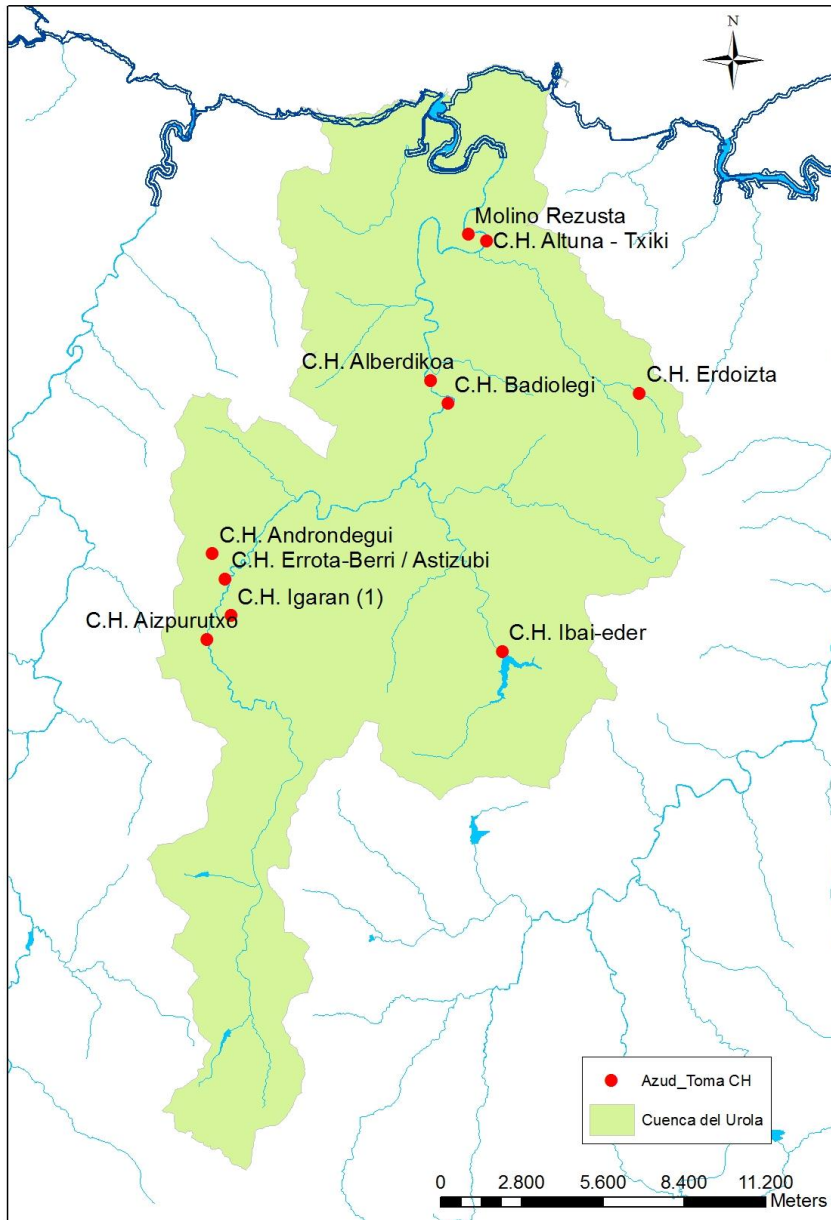 N
Molino Rezusta
C.H. Altuna - Txiki
C.H. Alberdikoa
C.H. Badiolegi
C.H. Erdoizta
C.H. Androndegui
C.H. Errota-Berri / Astizubi
C.H. Igaran (1)
C.H. Aizpurutxo
C.H. Ibai-eder
Azud_Toma CH
Cuenca del Urola
0 2.800 5.600 8.400 11.200
Meters